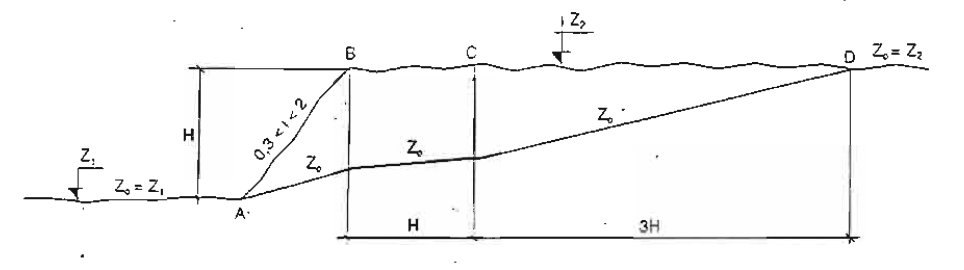 Z₂
B
C
D
Z₀ = Z₂
H
0,3 < i < 2
Z₀
Z₀
Z₀
Z₁
Z₀ = Z₁
A
H
3H